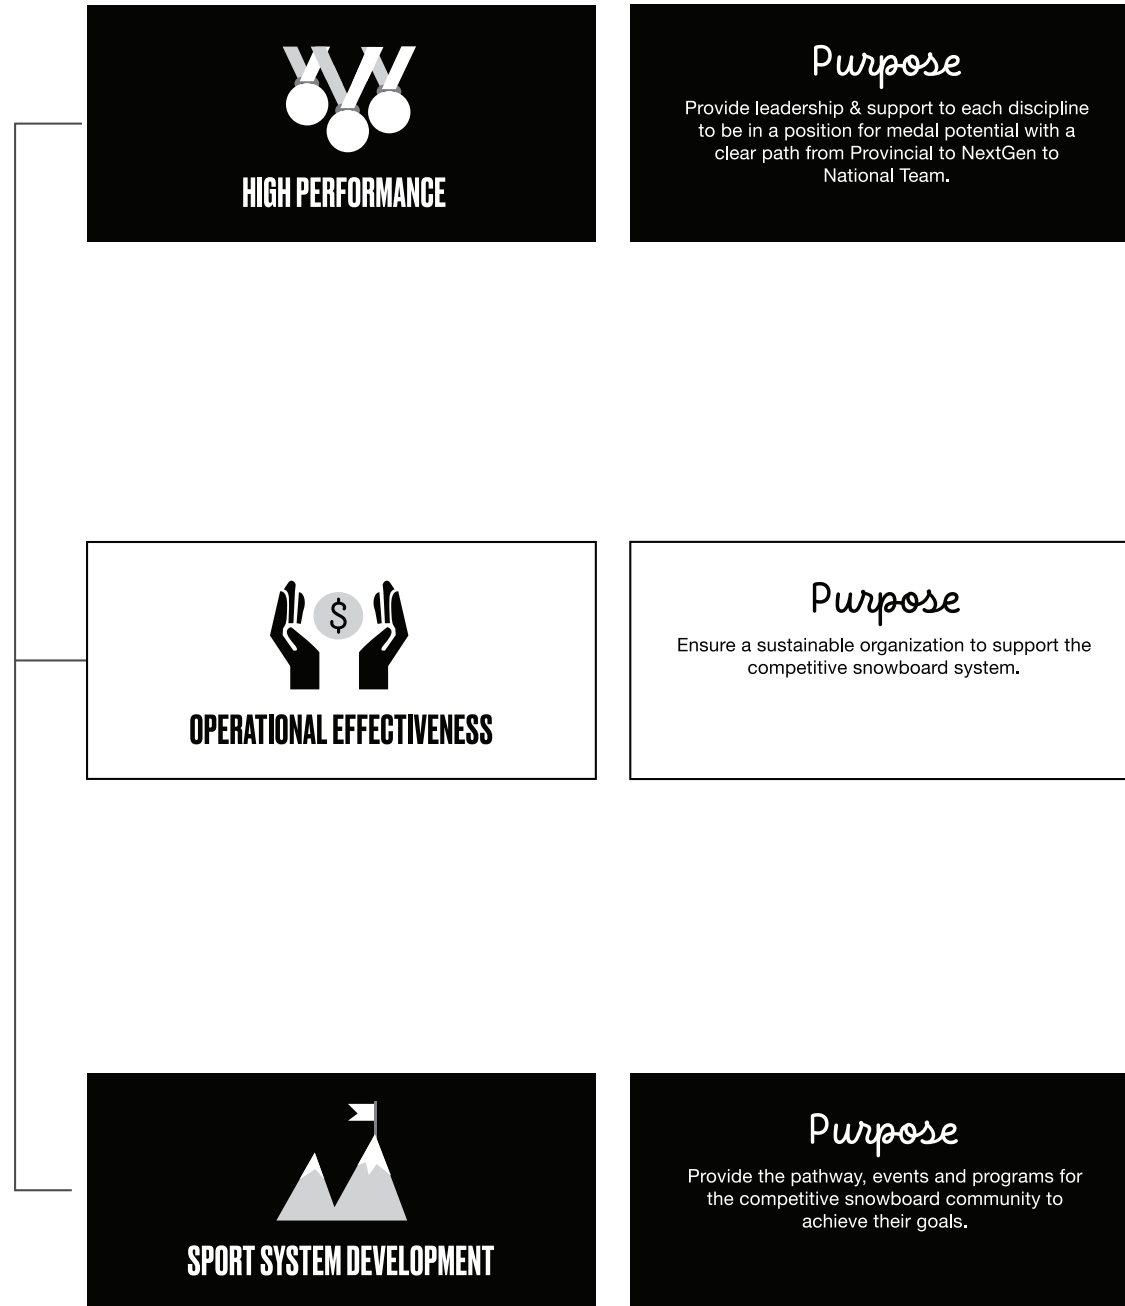 HIGH PERFORMANCE
Purpose
Provide leadership & support to each discipline
to be in a position for medal potential with a
clear path from Provincial to NextGen to
National Team.
$
OPERATIONAL EFFECTIVENESS
Purpose
Ensure a sustainable organization to support the
competitive snowboard system.
SPORT SYSTEM DEVELOPMENT
Purpose
Provide the pathway, events and programs for
the competitive snowboard community to
achieve their goals.